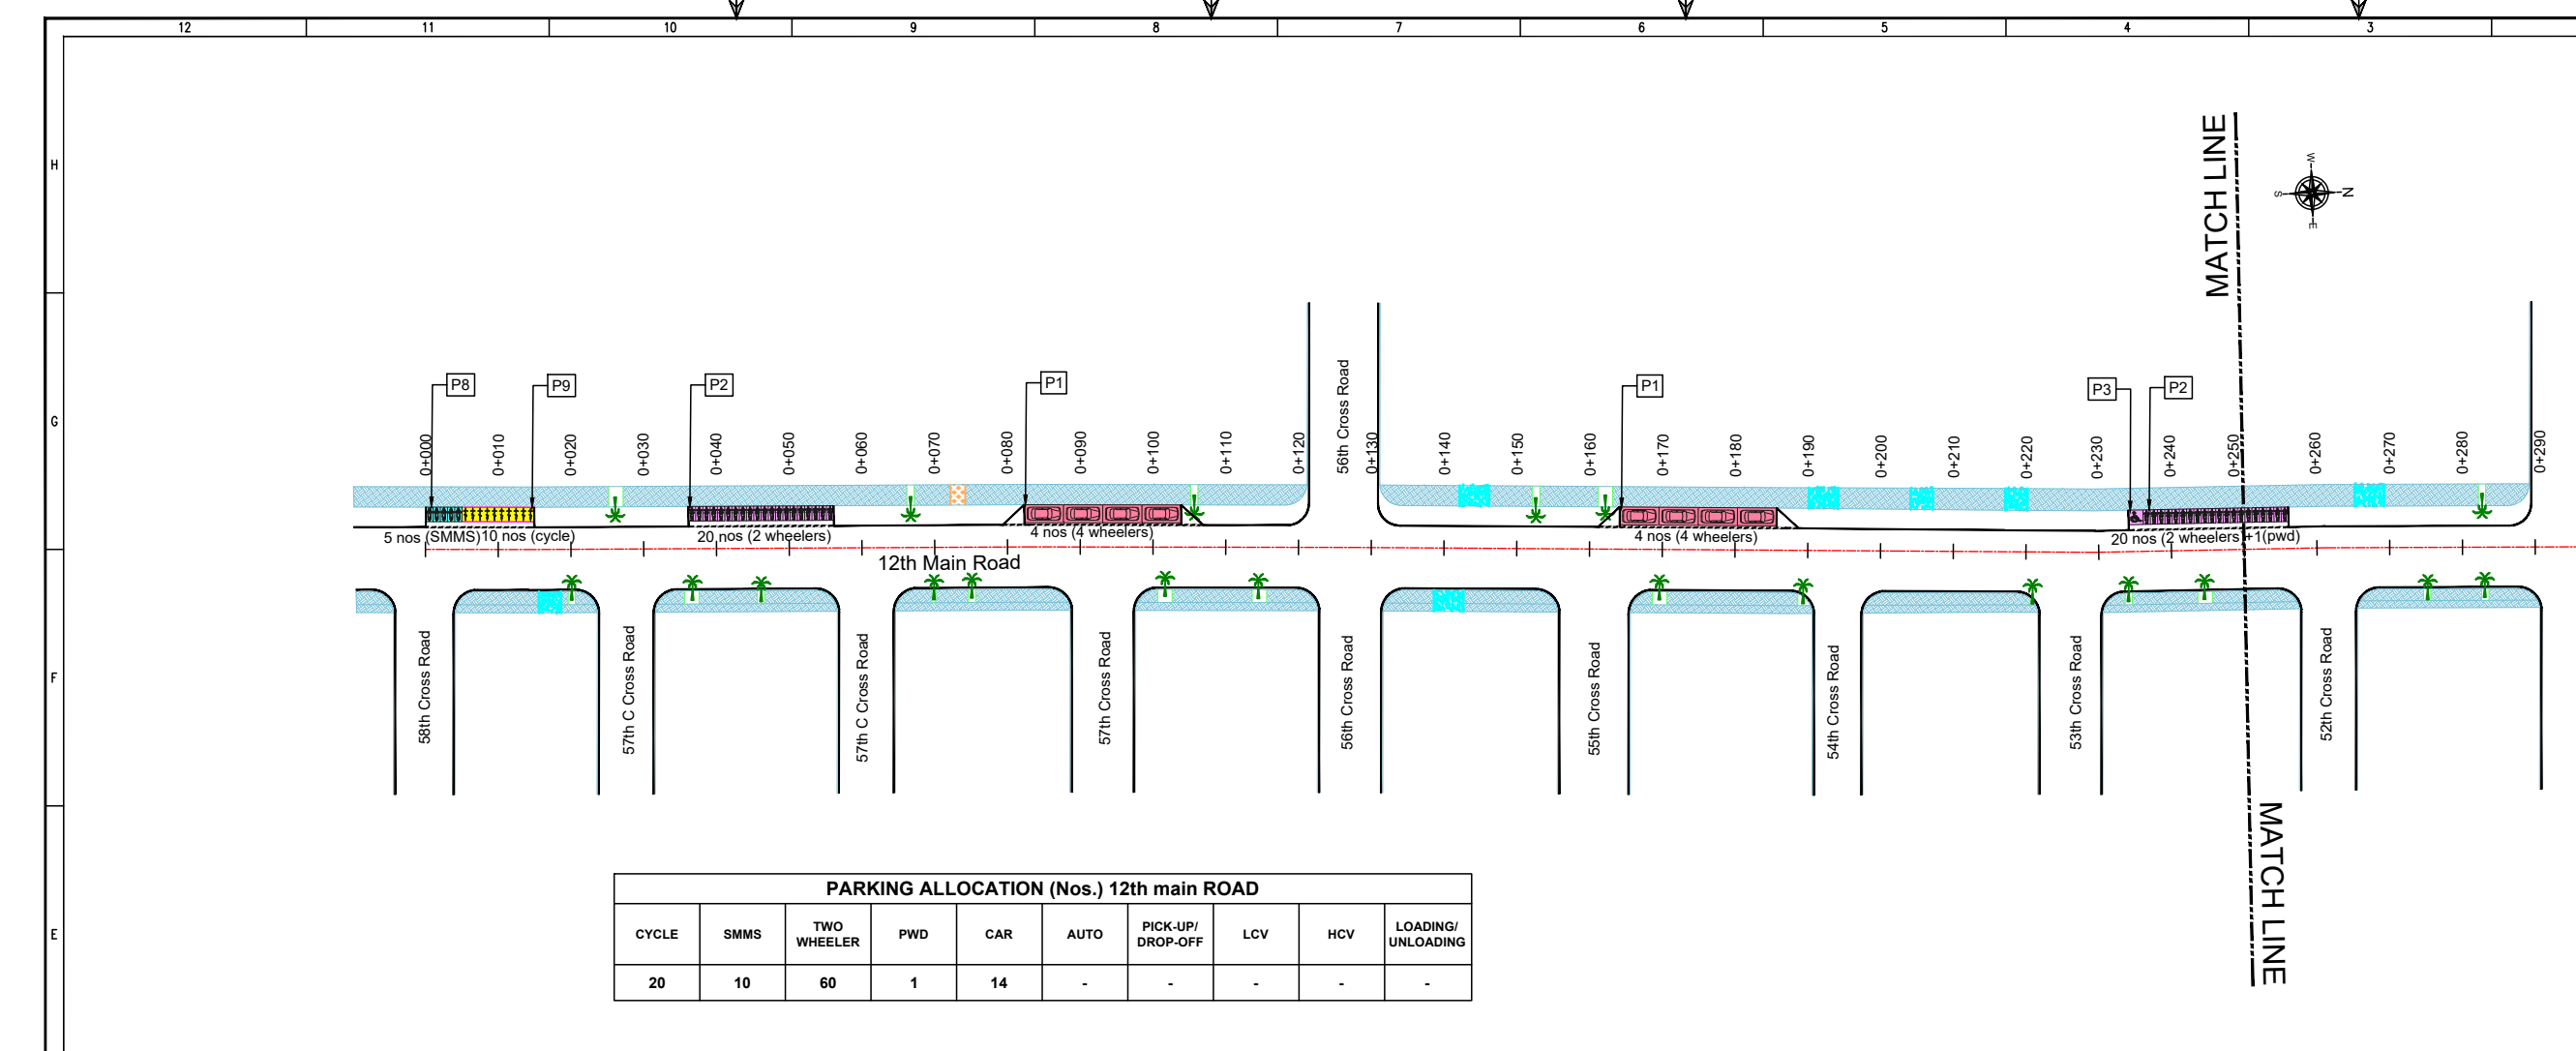 12 11 10 9 8 7 6 5 4 3
H
MATCH LINE
W
S N
E
G
P8 P9 P2 P1 P1 P3 P2
56th Cross Road
0+000 0+010 0+020 0+030 0+040 0+050 0+060 0+070 0+080 0+090 0+100 0+110 0+120 0+130 0+140 0+150 0+160 0+170 0+180 0+190 0+200 0+210 0+220 0+230 0+240 0+250 0+260 0+270 0+280 0+290
5 nos (SMMS) 10 nos (cycle) 20 nos (2 wheelers) 4 nos (4 wheelers) 4 nos (4 wheelers) 20 nos (2 wheelers)+1(pwd)
12th Main Road
F
58th Cross Road
57th C Cross Road
57th C Cross Road
57th Cross Road
56th Cross Road
55th Cross Road
54th Cross Road
53th Cross Road
52th Cross Road
MATCH LINE
E
PARKING ALLOCATION (Nos.) 12th main ROAD
CYCLE SMMS TWO WHEELER PWD CAR AUTO PICK-UP/ DROP-OFF LCV HCV LOADING/ UNLOADING
20 10 60 1 14 - - - - -